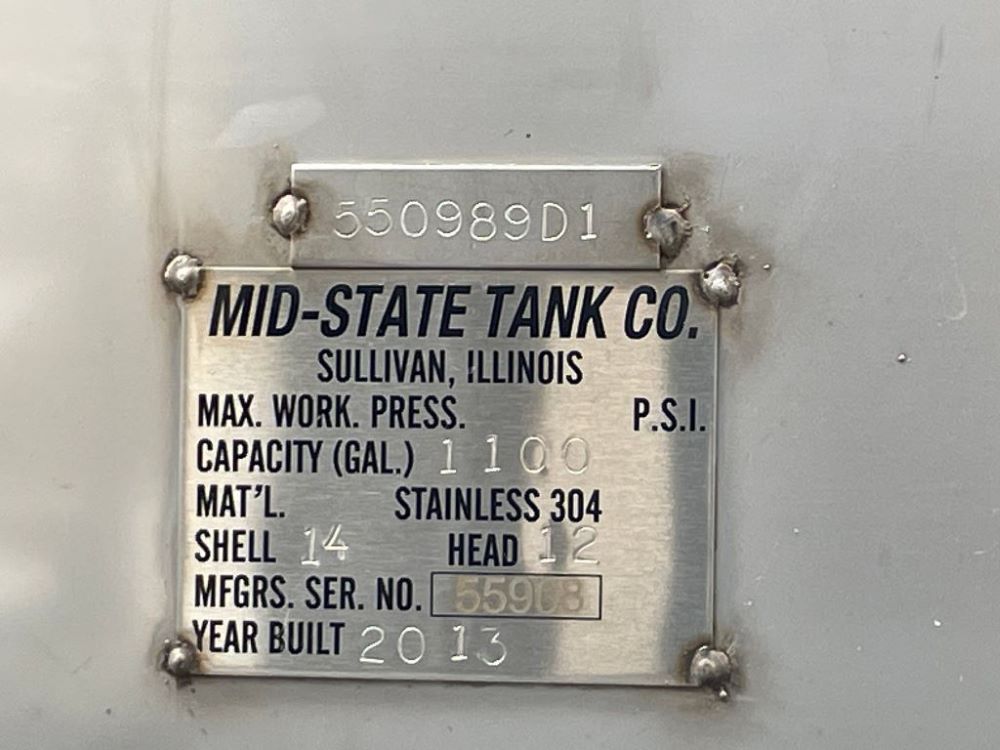 550989D1
MID-STATE TANK CO.
SULLIVAN, ILLINOIS
MAX. WORK. PRESS. P.S.I.
CAPACITY (GAL.) 1100
MAT'L. STAINLESS 304
SHELL 14 HEAD 12
MFGRS. SER. NO. 55908
YEAR BUILT 2013